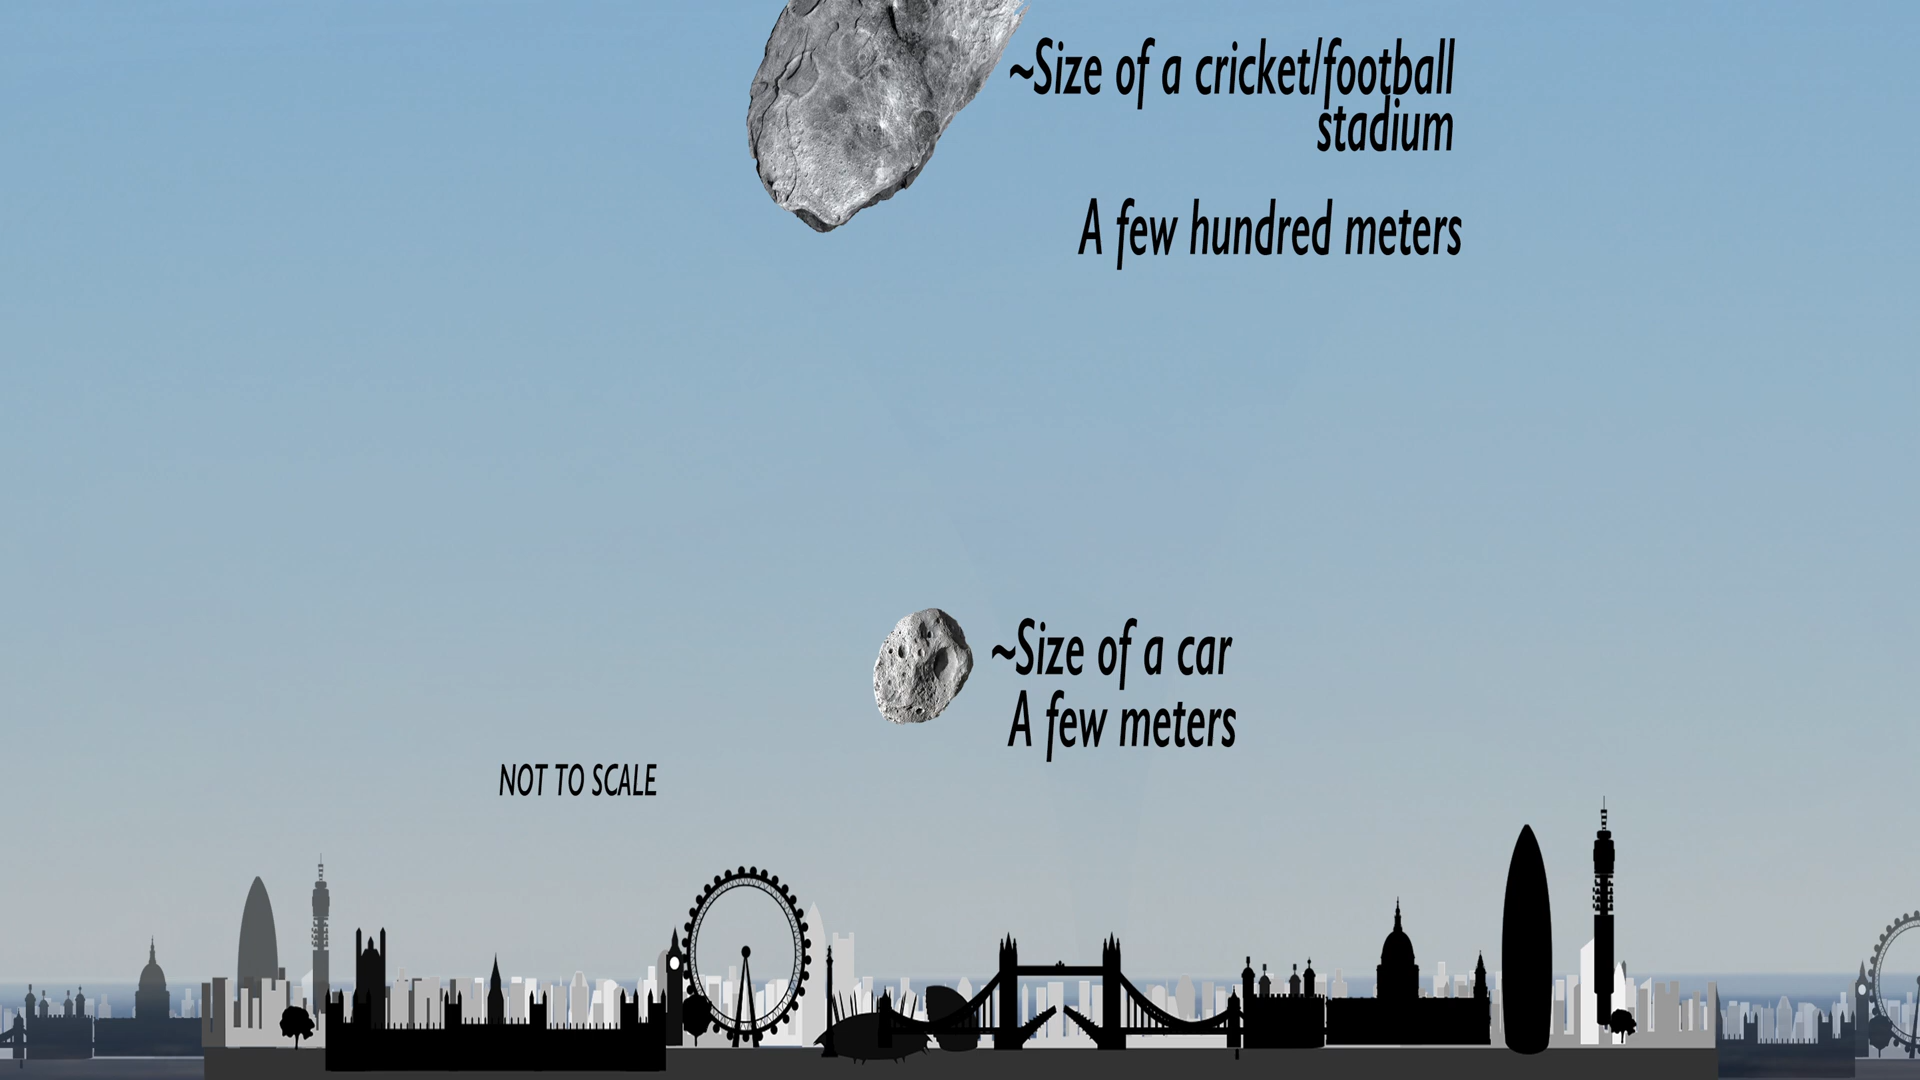 ~Size of a cricket/football
stadium
A few hundred meters
~Size of a car
A few meters
NOT TO SCALE